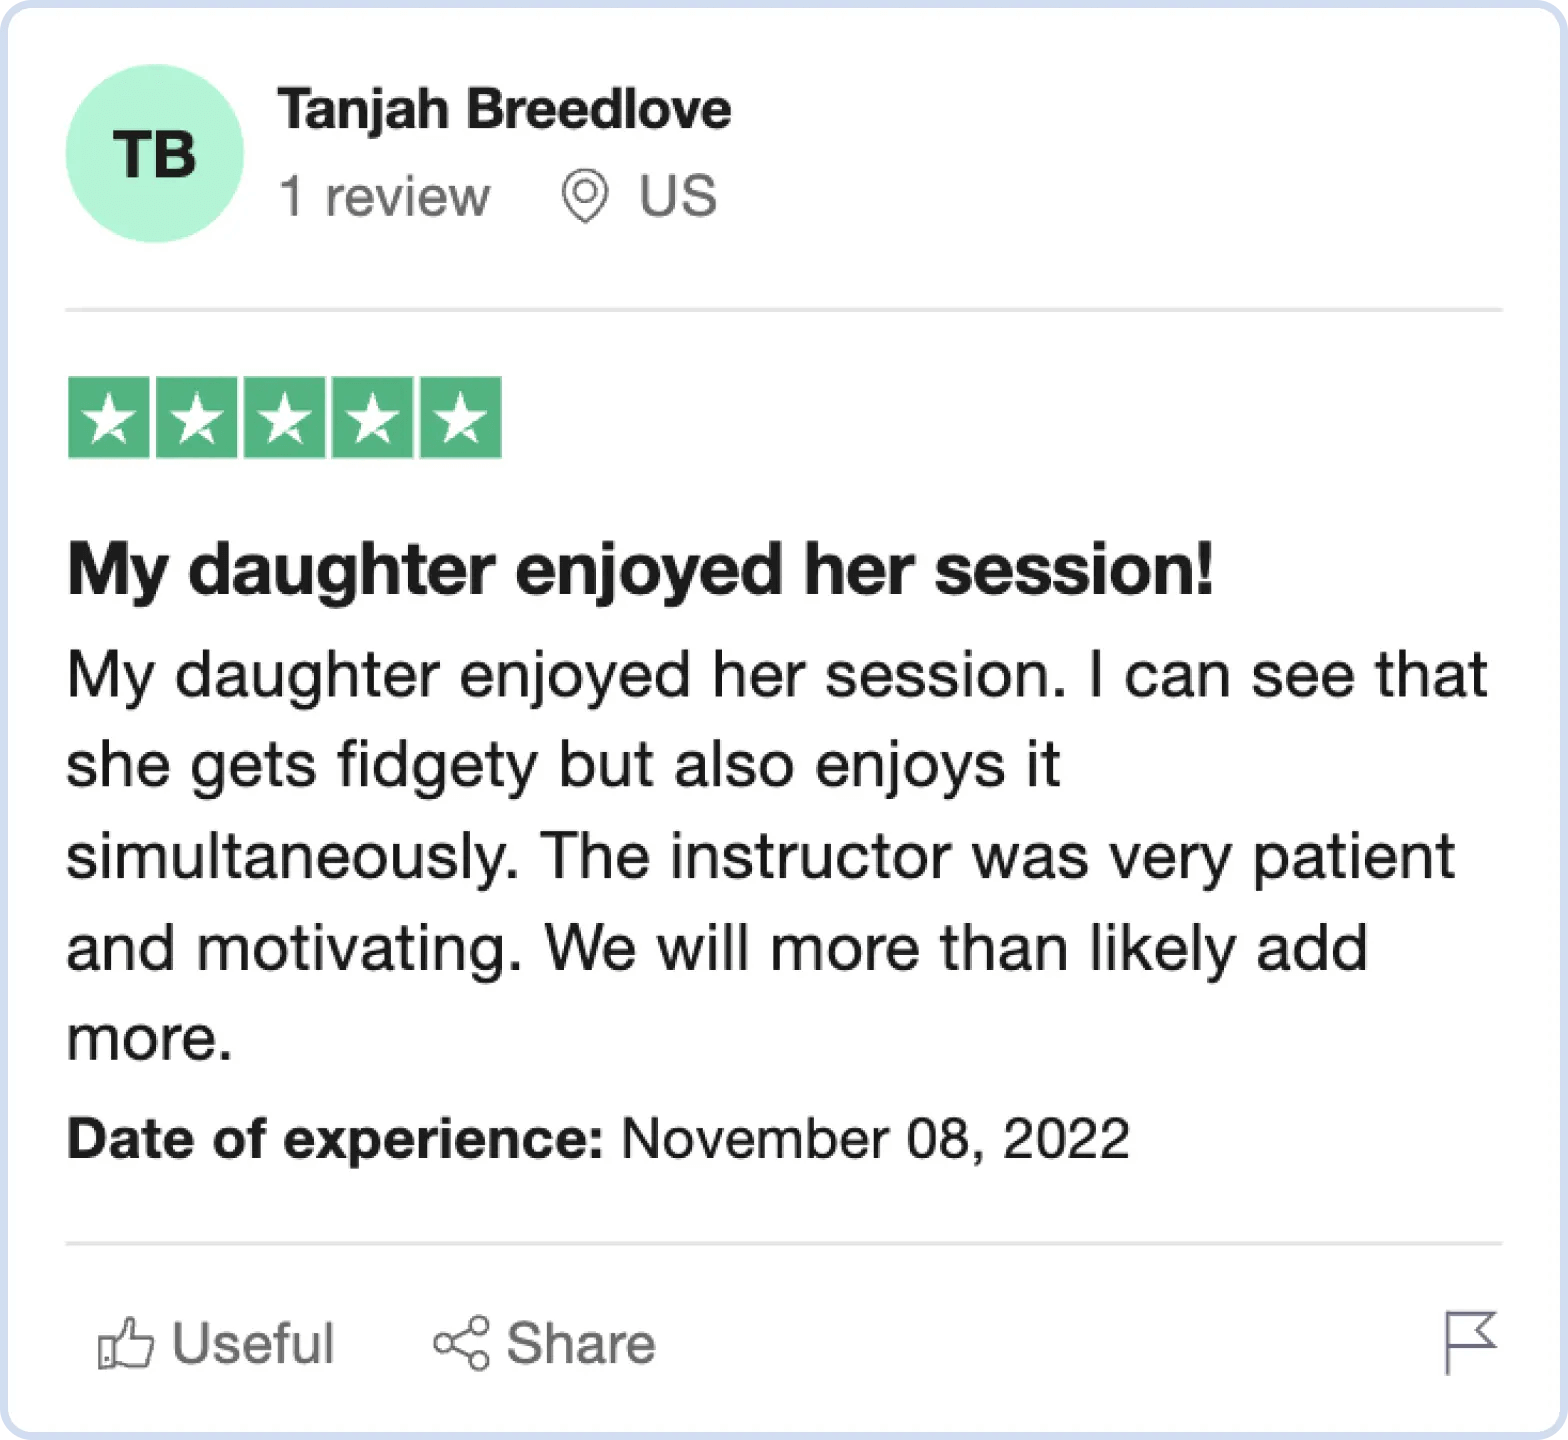 TB
Tanjah Breedlove
1 review US
My daughter enjoyed her session!
My daughter enjoyed her session. I can see that
she gets fidgety but also enjoys it
simultaneously. The instructor was very patient
and motivating. We will more than likely add
more.
Date of experience: November 08, 2022
Useful Share